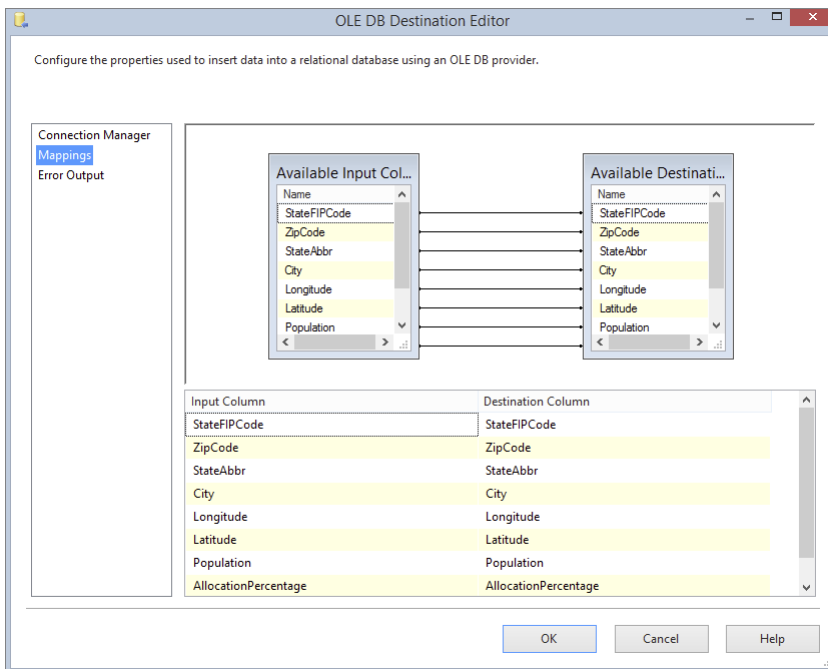 OLE DB Destination Editor
Configure the properties used to insert data into a relational database using an OLE DB provider.
Connection Manager
Mappings
Error Output
Available Input Col...
Name
StateFIPCode
ZipCode
StateAbbr
City
Longitude
Latitude
Population
Available Destinati...
Name
StateFIPCode
ZipCode
StateAbbr
City
Longitude
Latitude
Population
Input Column Destination Column
StateFIPCode StateFIPCode
ZipCode ZipCode
StateAbbr StateAbbr
City City
Longitude Longitude
Latitude Latitude
Population Population
AllocationPercentage AllocationPercentage
OK Cancel Help